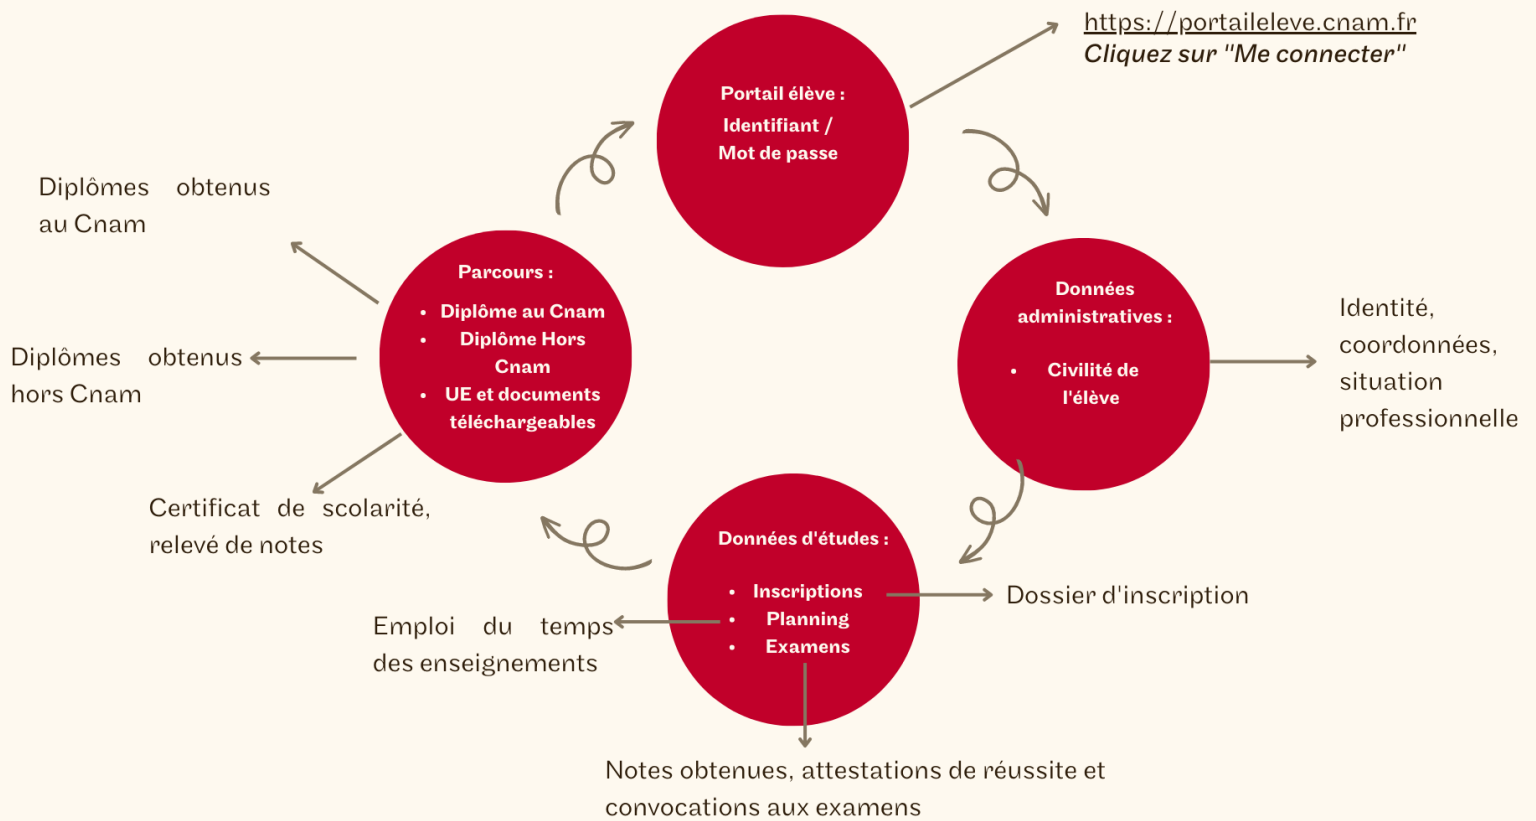 https://portaileleve.cnam.fr
Cliquez sur "Me connecter"
Portail élève :
Identifiant /
Mot de passe
Diplômes obtenus
au Cnam
Parcours :
• Diplôme au Cnam
• Diplôme Hors
Cnam
• UE et documents
téléchargeables
Données
administratives :
• Civilité de
l'élève
Identité,
coordonnées,
situation
professionnelle
Diplômes obtenus
hors Cnam
Certificat de scolarité,
relevé de notes
Données d'études :
• Inscriptions
• Planning
• Examens
Dossier d'inscription
Emploi du temps
des enseignements
Notes obtenues, attestations de réussite et
convocations aux examens